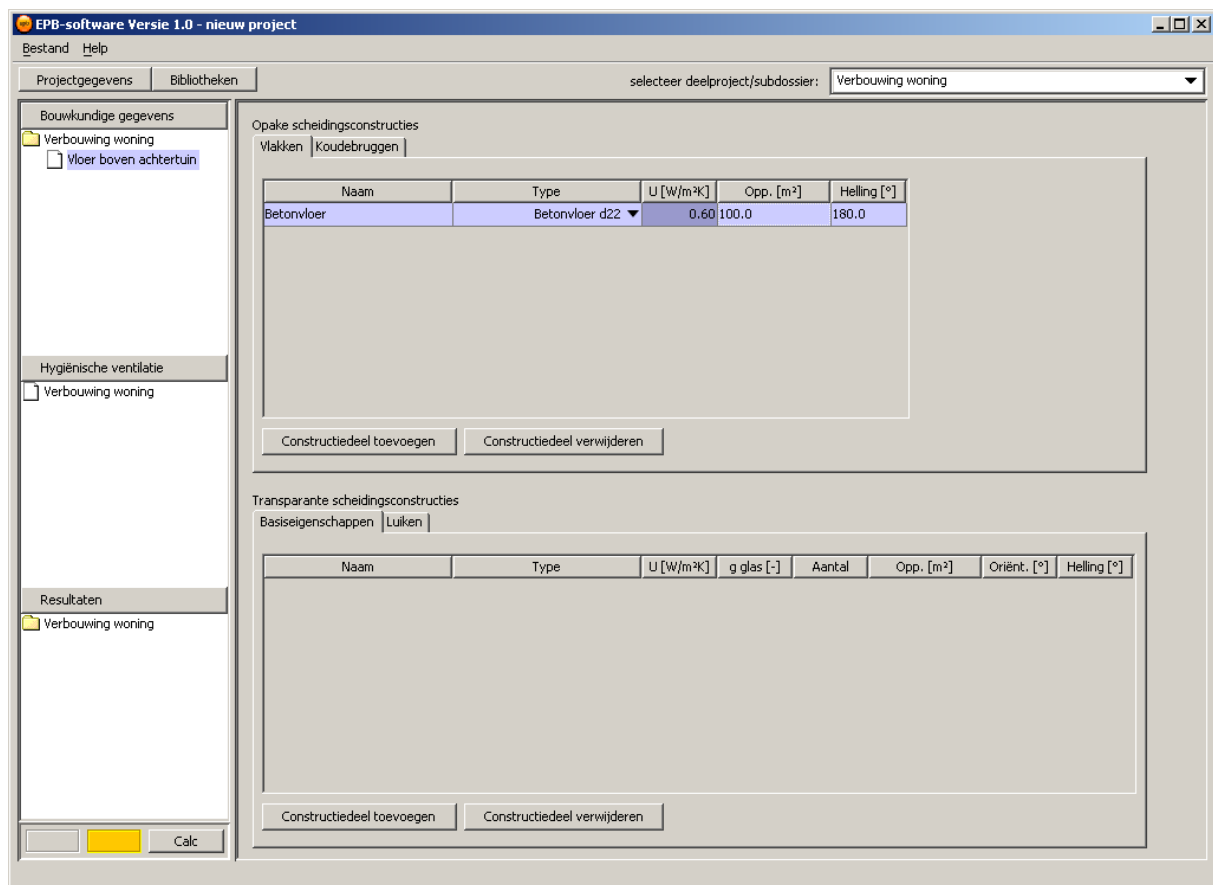 EPB-software Versie 1.0 - nieuw project
Bestand Help
Projectgegevens Bibliotheken selecteer deelproject/subdossier: Verbouwing woning
Bouwkundige gegevens
Verbouwing woning
Vloer boven achtertuin
Hygiënische ventilatie
Verbouwing woning
Resultaten
Verbouwing woning
Calc
Opake scheidingsconstructies
Vlakken Koudebruggen
Naam Type U [W/m²K] Opp. [m²] Helling [°]
Betonvloer Betonvloer d22 0.60 100.0 180.0
Constructiedeel toevoegen Constructiedeel verwijderen
Transparante scheidingsconstructies
Basiseigenschappen Luiken
Naam Type U [W/m²K] g glas [-] Aantal Opp. [m²] Oriënt. [°] Helling [°]
Constructiedeel toevoegen Constructiedeel verwijderen